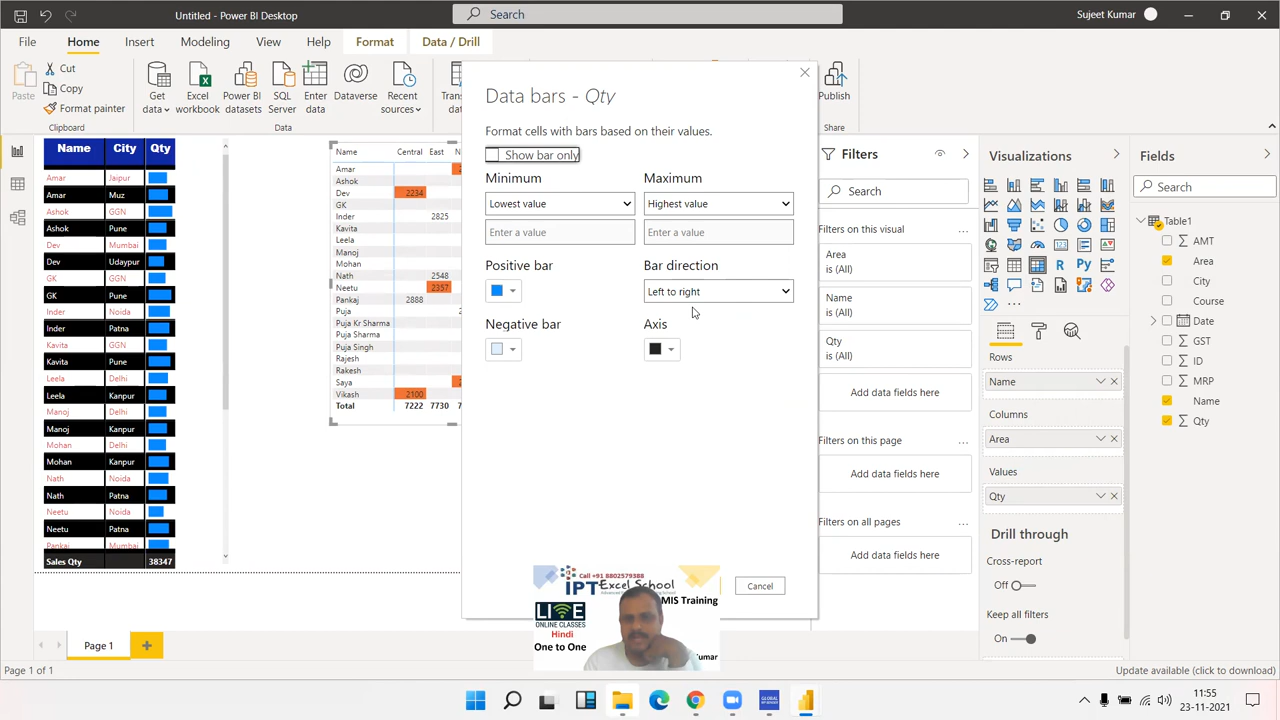 Untitled - Power BI Desktop
Search
Sujeet Kumar
File
Home
Insert
Modeling
View
Help
Format
Data / Drill
Paste
Cut
Copy
Format painter
Clipboard
Get data
Excel workbook
Power BI datasets
SQL Server
Enter data
Dataverse
Recent sources
Data
Publish
Share
Name City Qty
Amar Jaipur
Amar Muz
Ashok GGN
Ashok Pune
Dev Mumbai
Dev Udaypur
GK GGN
GK Pune
Inder Noida
Inder Patna
Kavita GGN
Kavita Pune
Leela Delhi
Leela Kanpur
Manoj Delhi
Manoj Kanpur
Mohan Delhi
Mohan Kanpur
Nath Noida
Nath Patna
Neetu Noida
Neetu Patna
Pankaj Mumbai
Sales Qty 38347
Name Central East
Amar
Ashok
Dev 2234
GK
Inder 2825
Kavita
Leela
Manoj
Mohan
Nath 2548
Neetu 2357
Pankaj 2888
Puja
Puja Kr Sharma
Puja Sharma
Puja Singh
Rajesh
Rakesh
Saya
Vikash 2100
Total 7222 7730
Data bars - Qty
Format cells with bars based on their values.
Show bar only
Minimum
Maximum
Lowest value
Highest value
Enter a value
Enter a value
Positive bar
Bar direction
Left to right
Negative bar
Axis
Cancel
Call +91 8802579388
IPT Excel School
MIS Training
LIVE
ONLINE CLASSES
Hindi
One to One
Filters
Search
Filters on this visual
Area
is (All)
Name
is (All)
Qty
is (All)
Add data fields here
Filters on this page
Add data fields here
Filters on all pages
Add data fields here
Visualizations
Rows
Name
Columns
Area
Values
Qty
Drill through
Cross-report
Off
Keep all filters
On
Fields
Search
Table1
AMT
Area
City
Course
Date
GST
ID
MRP
Name
Qty
Page 1
Page 1 of 1
Update available (click to download)
11:55
23-11-2021